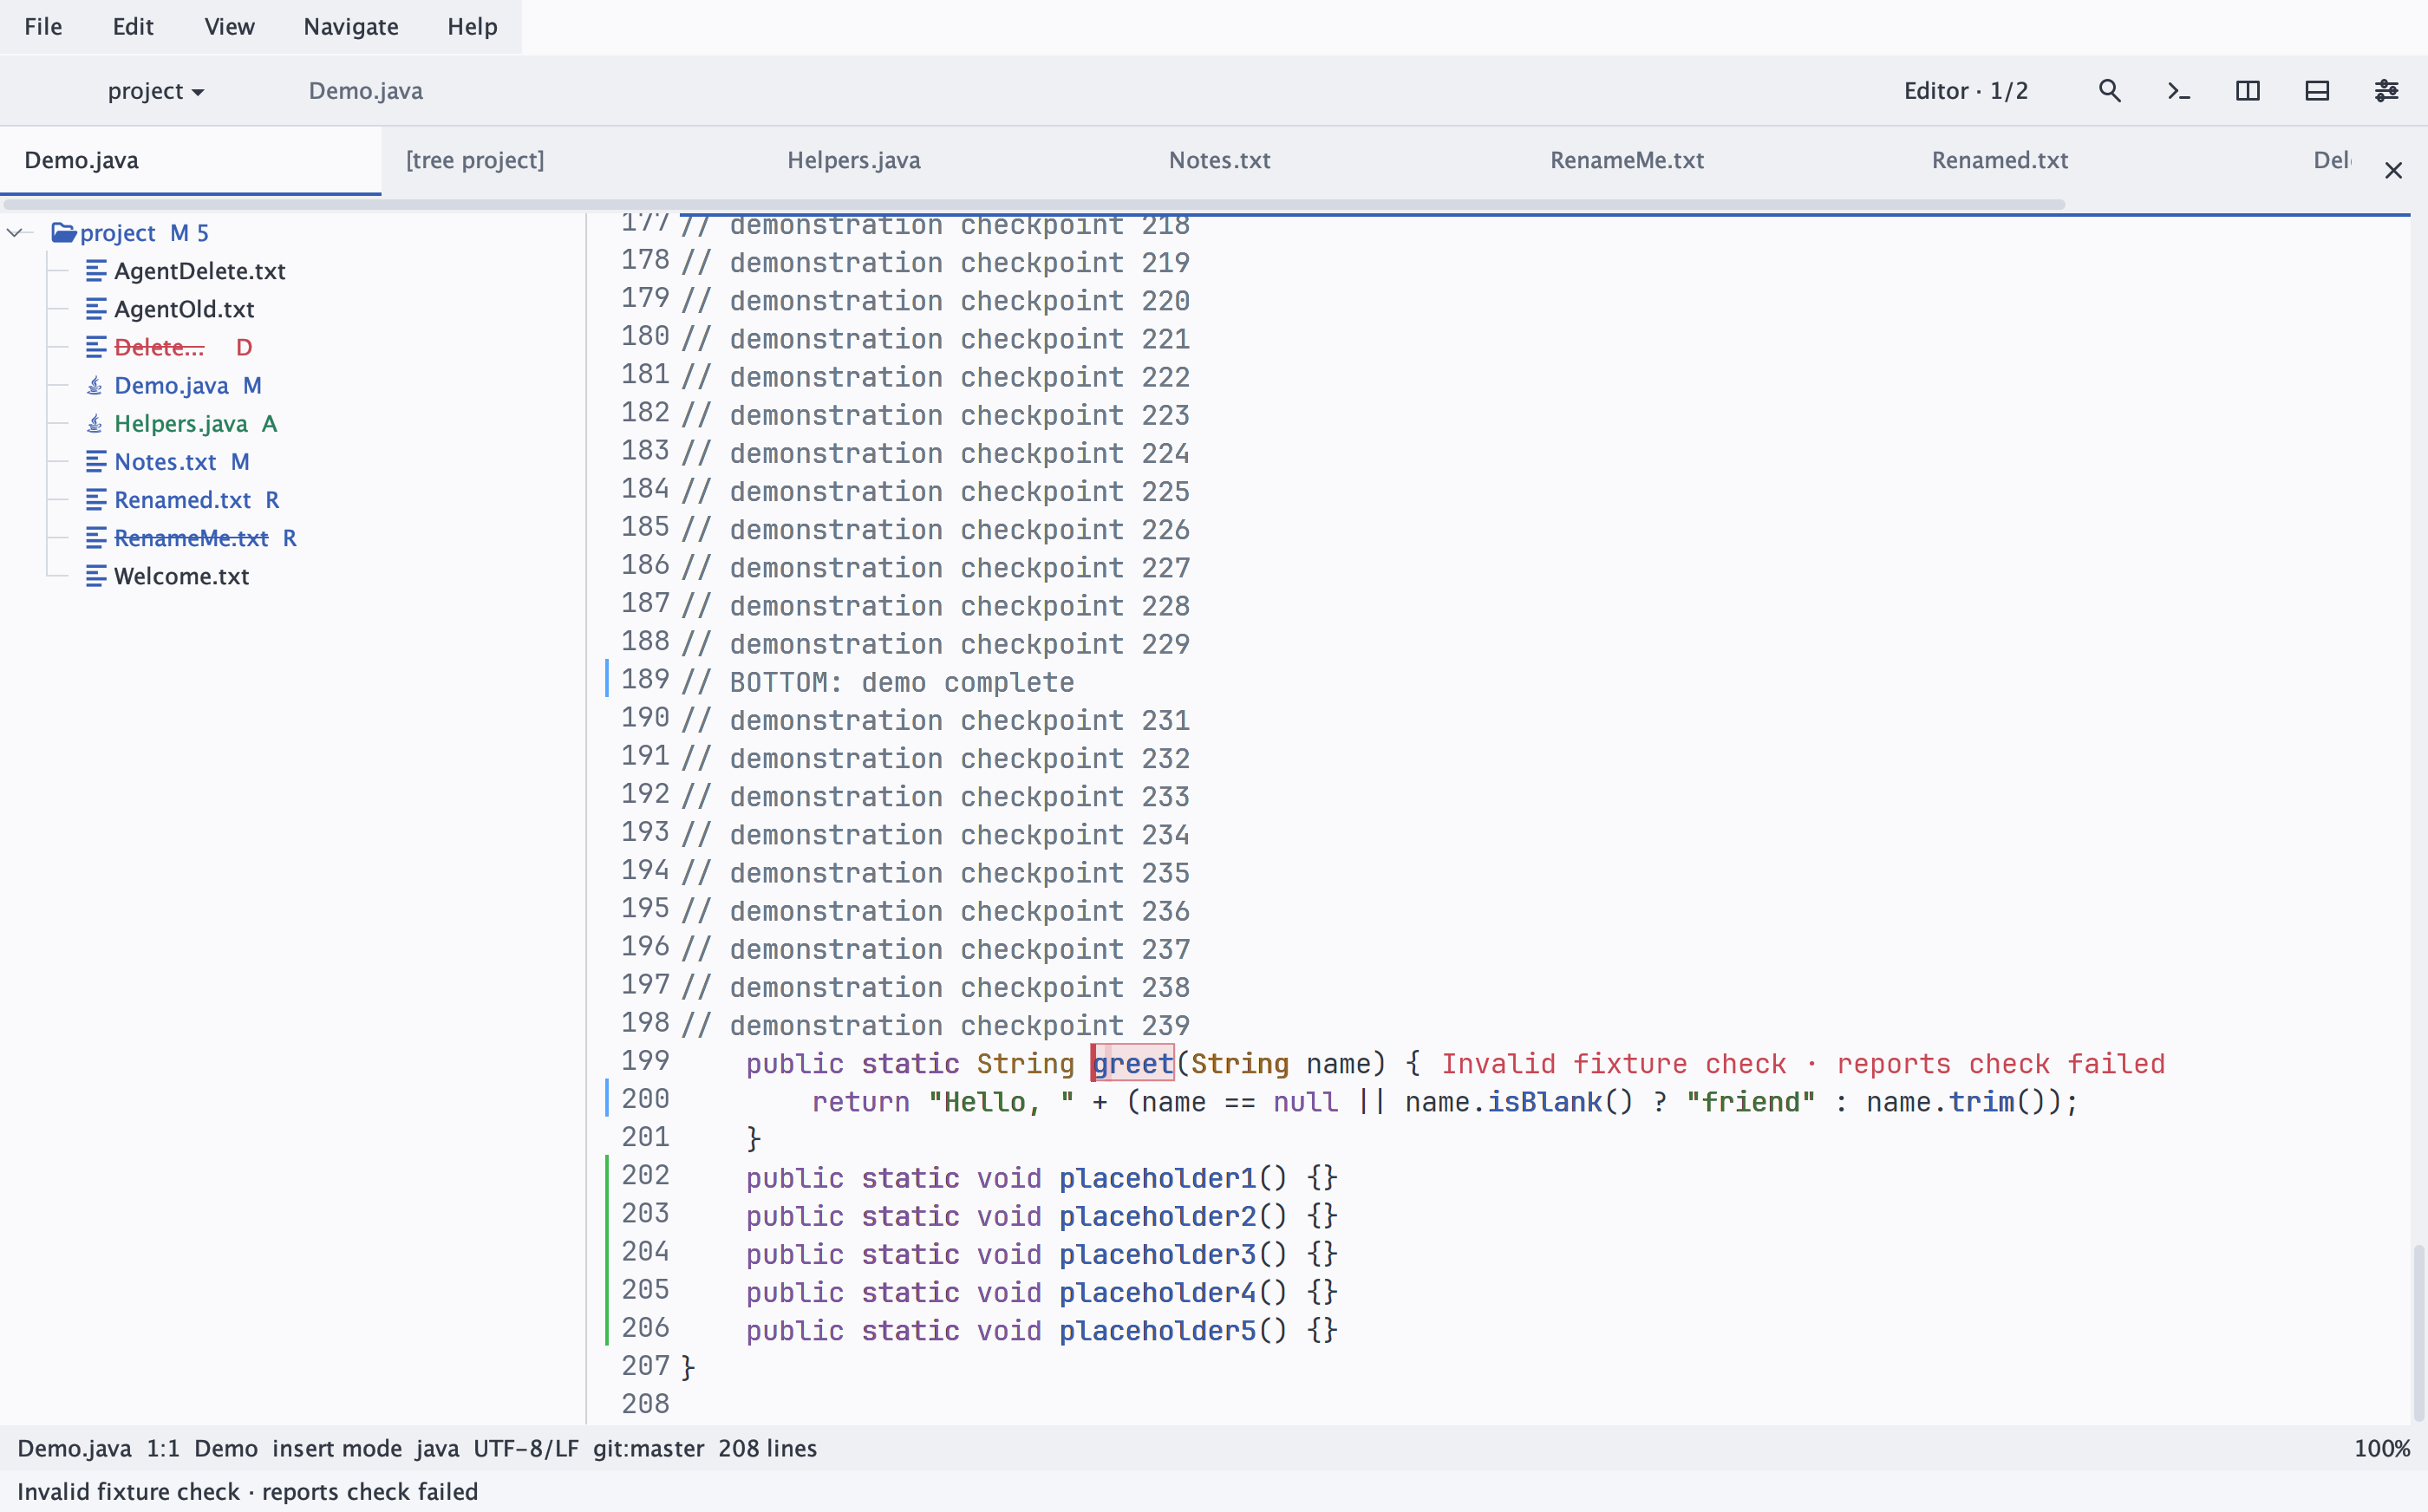 File Edit View Navigate Help
project Demo.java Editor · 1/2
Demo.java [tree project] Helpers.java Notes.txt RenameMe.txt Renamed.txt Del
project M 5
AgentDelete.txt
AgentOld.txt
Delete... D
Demo.java M
Helpers.java A
Notes.txt M
Renamed.txt R
RenameMe.txt R
Welcome.txt
177 // demonstration checkpoint 218
178 // demonstration checkpoint 219
179 // demonstration checkpoint 220
180 // demonstration checkpoint 221
181 // demonstration checkpoint 222
182 // demonstration checkpoint 223
183 // demonstration checkpoint 224
184 // demonstration checkpoint 225
185 // demonstration checkpoint 226
186 // demonstration checkpoint 227
187 // demonstration checkpoint 228
188 // demonstration checkpoint 229
189 // BOTTOM: demo complete
190 // demonstration checkpoint 231
191 // demonstration checkpoint 232
192 // demonstration checkpoint 233
193 // demonstration checkpoint 234
194 // demonstration checkpoint 235
195 // demonstration checkpoint 236
196 // demonstration checkpoint 237
197 // demonstration checkpoint 238
198 // demonstration checkpoint 239
199     public static String greet(String name) { Invalid fixture check · reports check failed
200         return "Hello, " + (name == null || name.isBlank() ? "friend" : name.trim());
201     }
202     public static void placeholder1() {}
203     public static void placeholder2() {}
204     public static void placeholder3() {}
205     public static void placeholder4() {}
206     public static void placeholder5() {}
207 }
208
Demo.java 1:1 Demo insert mode java UTF-8/LF git:master 208 lines 100%
Invalid fixture check · reports check failed